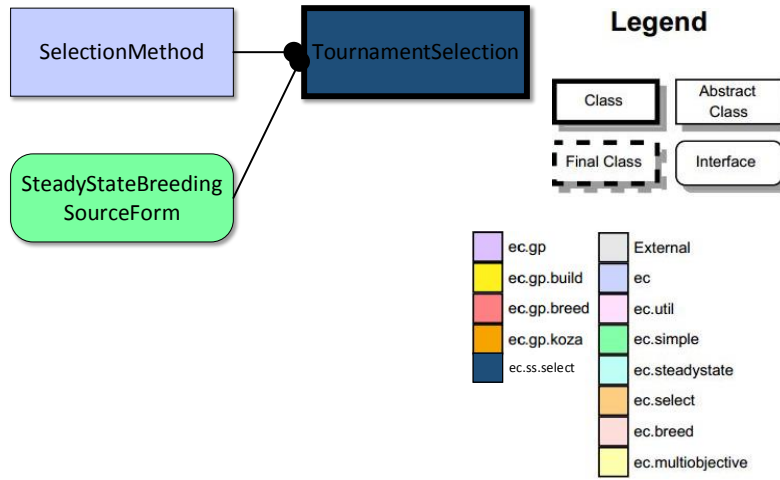 SelectionMethod
TournamentSelection
SteadyStateBreeding
SourceForm
Legend
Class
Abstract
Class
Final Class
Interface
ec.gp
ec.gp.build
ec.gp.breed
ec.gp.koza
ec.ss.select
External
ec
ec.util
ec.simple
ec.steadystate
ec.select
ec.breed
ec.multiobjective